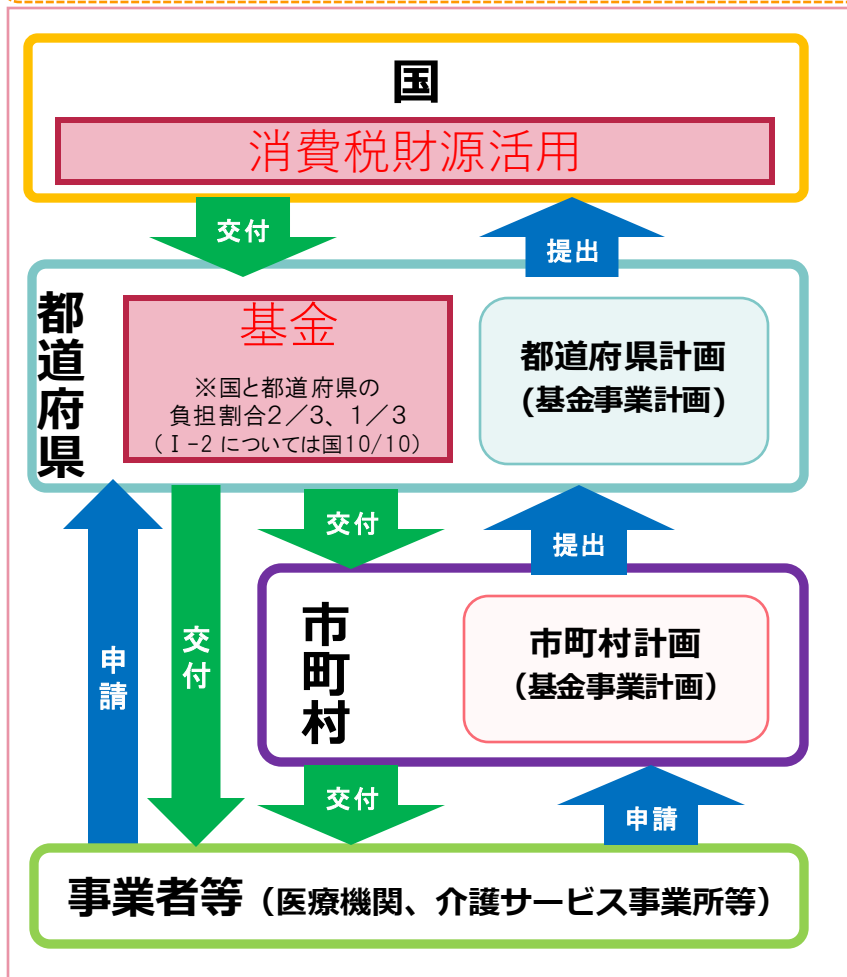 国
消費税財源活用
交付
提出
都道府県
基金
※国と都道府県の
負担割合2／3、1／3
（Ⅰ-2 については国10/10）
都道府県計画
(基金事業計画)
交付
提出
申請
交付
市町村
市町村計画
（基金事業計画）
交付
申請
事業者等（医療機関、介護サービス事業所等）